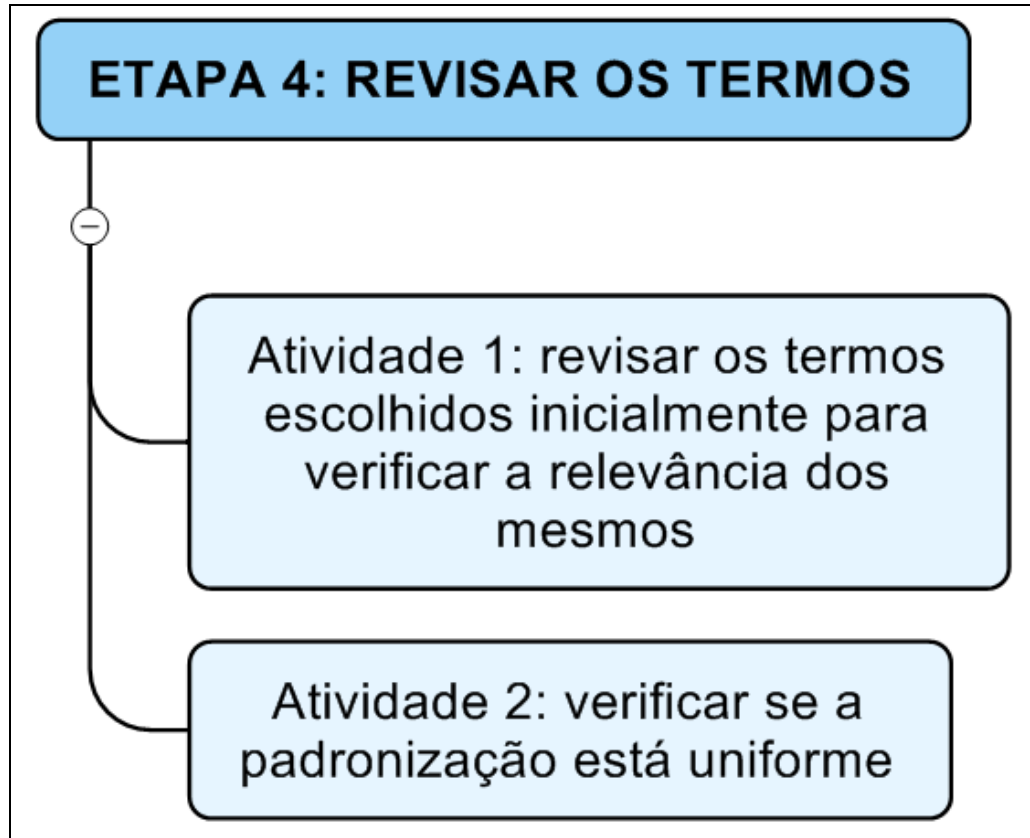 ETAPA 4: REVISAR OS TERMOS
Atividade 1: revisar os termos
escolhidos inicialmente para
verificar a relevância dos
mesmos
Atividade 2: verificar se a
padronização está uniforme